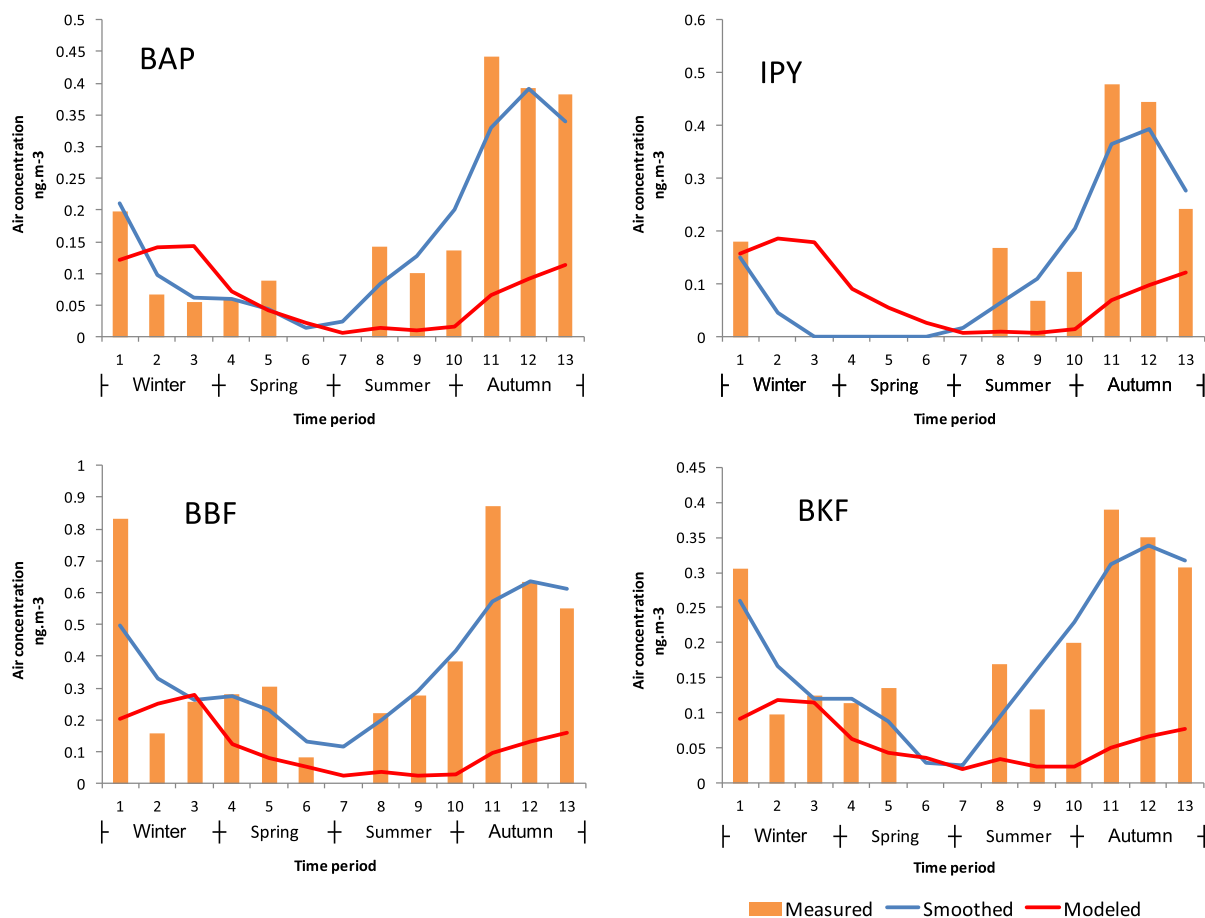 BAP
Air concentration
ng.m-3
0.5
0.45
0.4
0.35
0.3
0.25
0.2
0.15
0.1
0.05
0
1 2 3 4 5 6 7 8 9 10 11 12 13
Winter Spring Summer Autumn
Time period
IPY
Air concentration
ng.m-3
0.6
0.5
0.4
0.3
0.2
0.1
0
1 2 3 4 5 6 7 8 9 10 11 12 13
Winter Spring Summer Autumn
Time period
BBF
Air concentration
ng.m-3
1
0.9
0.8
0.7
0.6
0.5
0.4
0.3
0.2
0.1
0
1 2 3 4 5 6 7 8 9 10 11 12 13
Winter Spring Summer Autumn
Time period
BKF
Air concentration
ng.m-3
0.45
0.4
0.35
0.3
0.25
0.2
0.15
0.1
0.05
0
1 2 3 4 5 6 7 8 9 10 11 12 13
Winter Spring Summer Autumn
Time period
Measured Smoothed Modeled